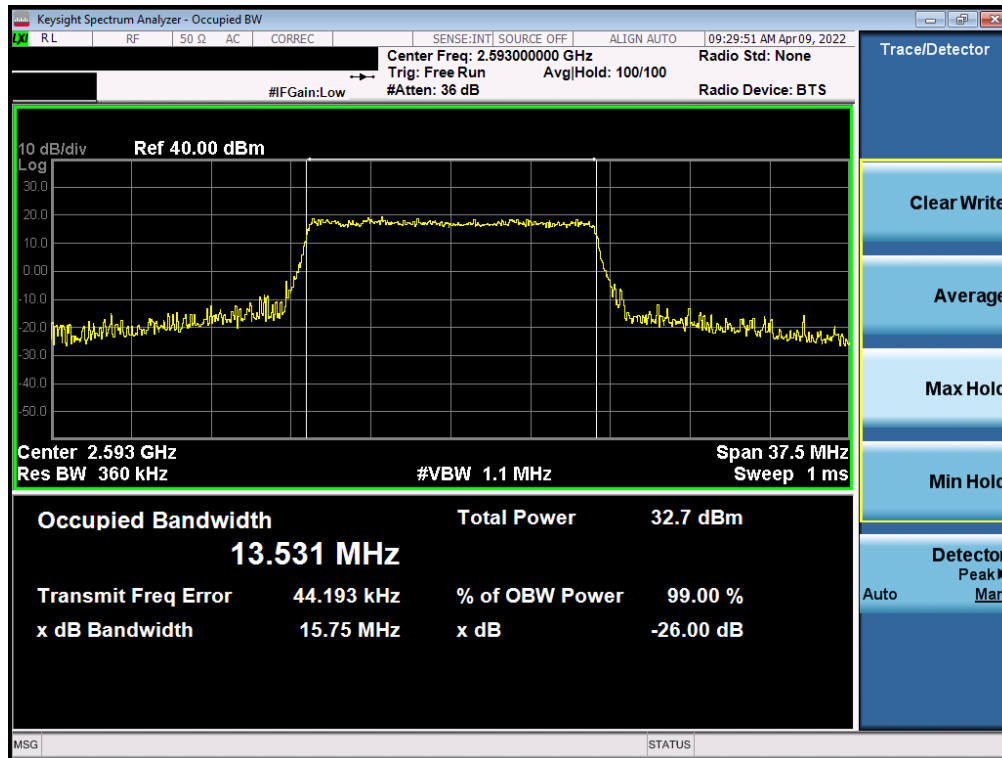 Keysight Spectrum Analyzer - Occupied BW
LXI RL RF 50 Ω AC CORREC SENSE:INT SOURCE OFF ALIGN AUTO 09:29:51 AM Apr 09, 2022
Center Freq: 2.593000000 GHz Radio Std: None
Trig: Free Run Avg|Hold: 100/100
#IFGain:Low #Atten: 36 dB Radio Device: BTS
10 dB/div Ref 40.00 dBm
Log
30.0
20.0
10.0
0.00
-10.0
-20.0
-30.0
-40.0
-50.0
Center 2.593 GHz Span 37.5 MHz
Res BW 360 kHz #VBW 1.1 MHz Sweep 1 ms
Occupied Bandwidth Total Power 32.7 dBm
13.531 MHz
Transmit Freq Error 44.193 kHz % of OBW Power 99.00 %
x dB Bandwidth 15.75 MHz x dB -26.00 dB
MSG STATUS
Trace/Detector
Clear Write
Average
Max Hold
Min Hold
Detector
Peak
Auto Man